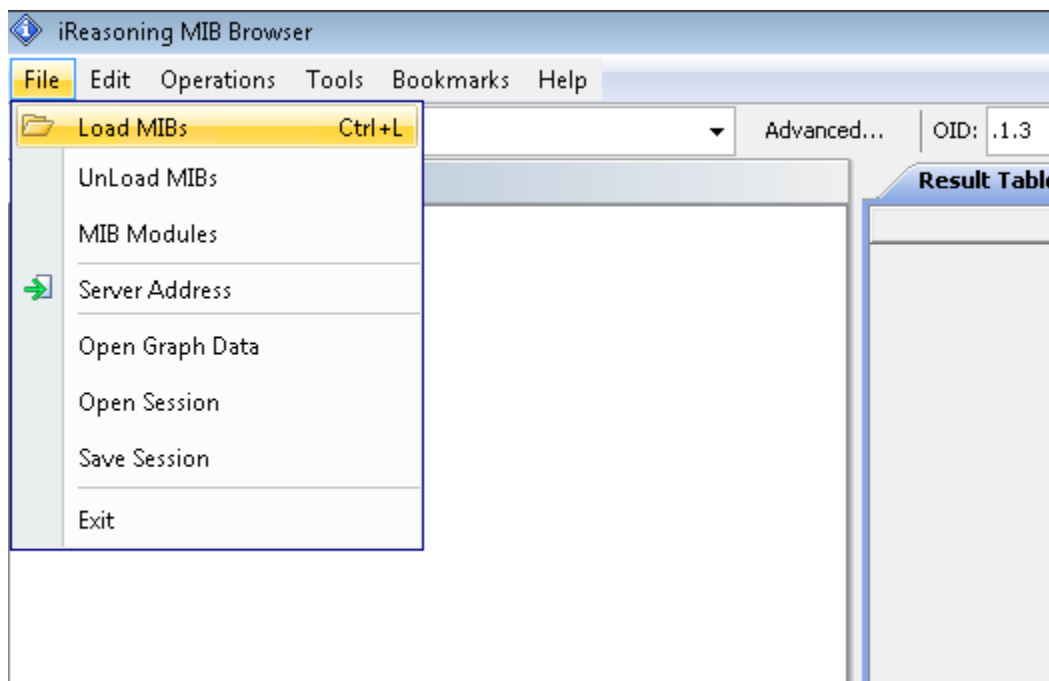 iReasoning MIB Browser
File Edit Operations Tools Bookmarks Help
Load MIBs Ctrl+L
Advanced... OID: .1.3
UnLoad MIBs
Result Table
MIB Modules
Server Address
Open Graph Data
Open Session
Save Session
Exit